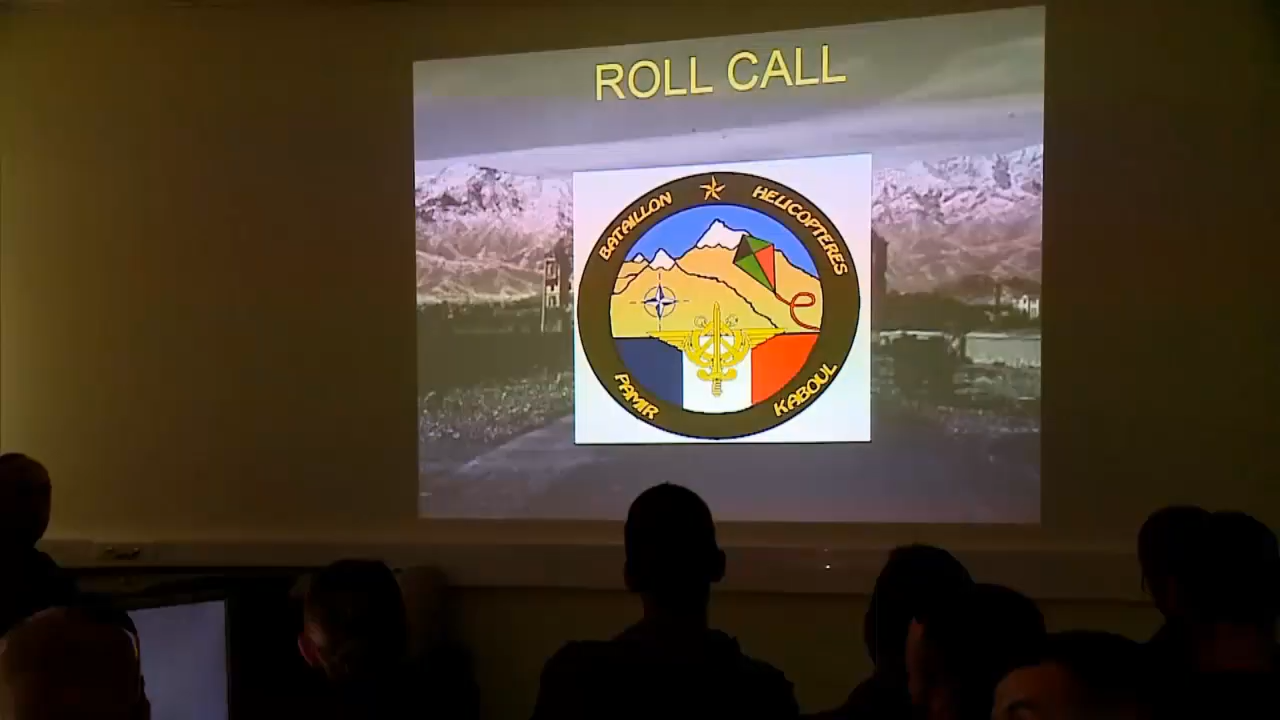 ROLL CALL
BATAILLON
HELICOPTERES
PAMIR
KABOUL